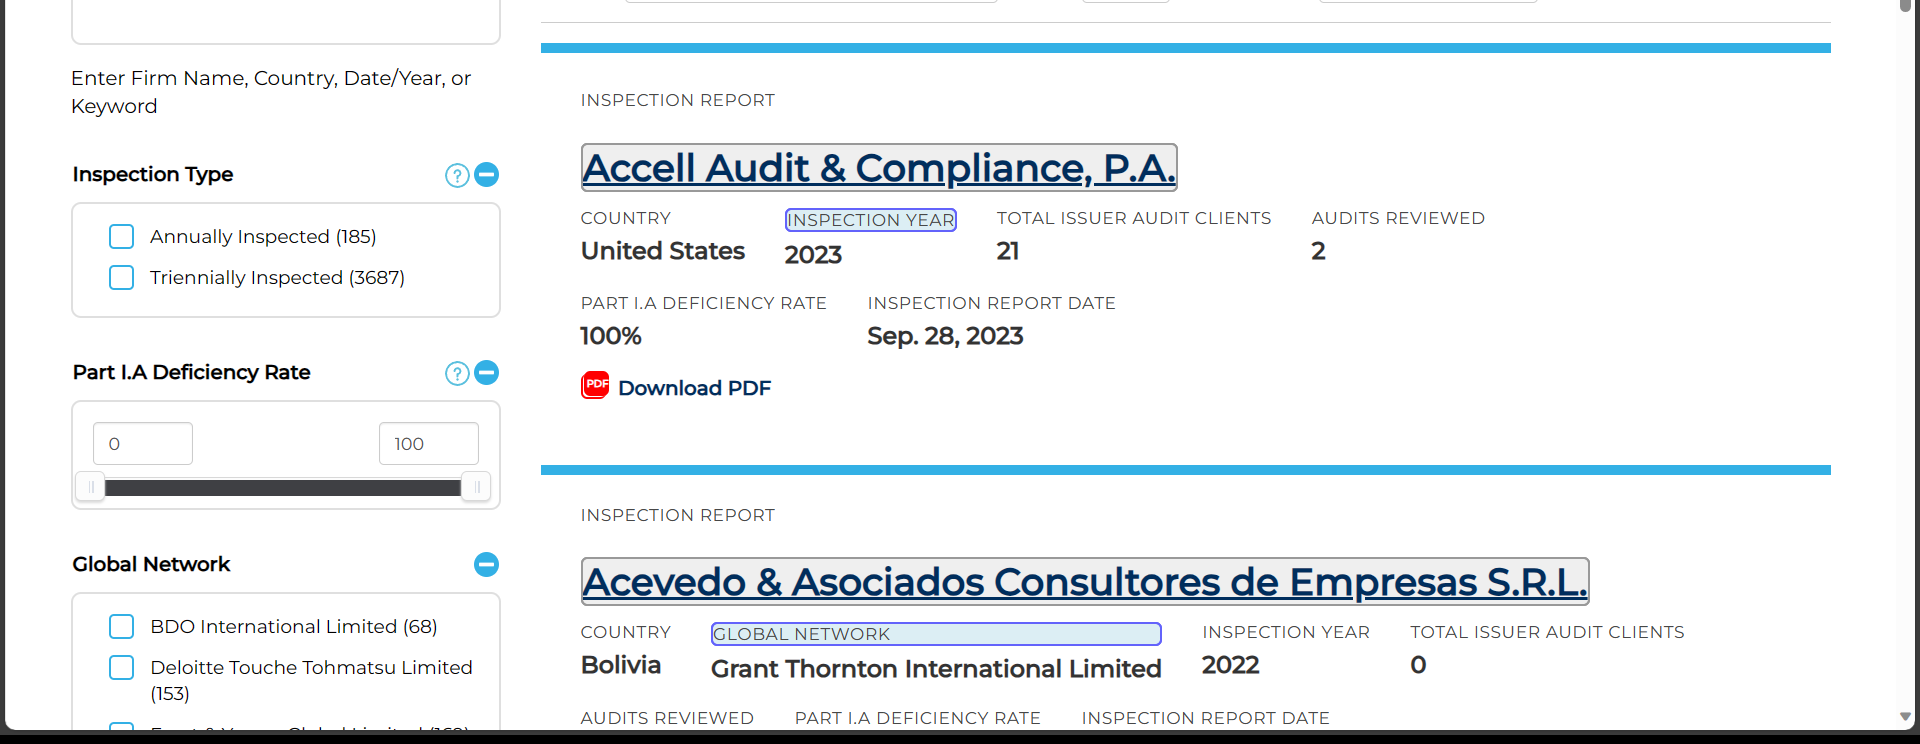 Enter Firm Name, Country, Date/Year, or
Keyword
Inspection Type
?
Annually Inspected (185)
Triennially Inspected (3687)
Part I.A Deficiency Rate
?
0
100
Global Network
BDO International Limited (68)
Deloitte Touche Tohmatsu Limited
(153)
INSPECTION REPORT
Accell Audit & Compliance, P.A.
COUNTRY INSPECTION YEAR TOTAL ISSUER AUDIT CLIENTS AUDITS REVIEWED
United States 2023 21 2
PART I.A DEFICIENCY RATE INSPECTION REPORT DATE
100% Sep. 28, 2023
PDF Download PDF
INSPECTION REPORT
Acevedo & Asociados Consultores de Empresas S.R.L.
COUNTRY GLOBAL NETWORK INSPECTION YEAR TOTAL ISSUER AUDIT CLIENTS
Bolivia Grant Thornton International Limited 2022 0
AUDITS REVIEWED PART I.A DEFICIENCY RATE INSPECTION REPORT DATE